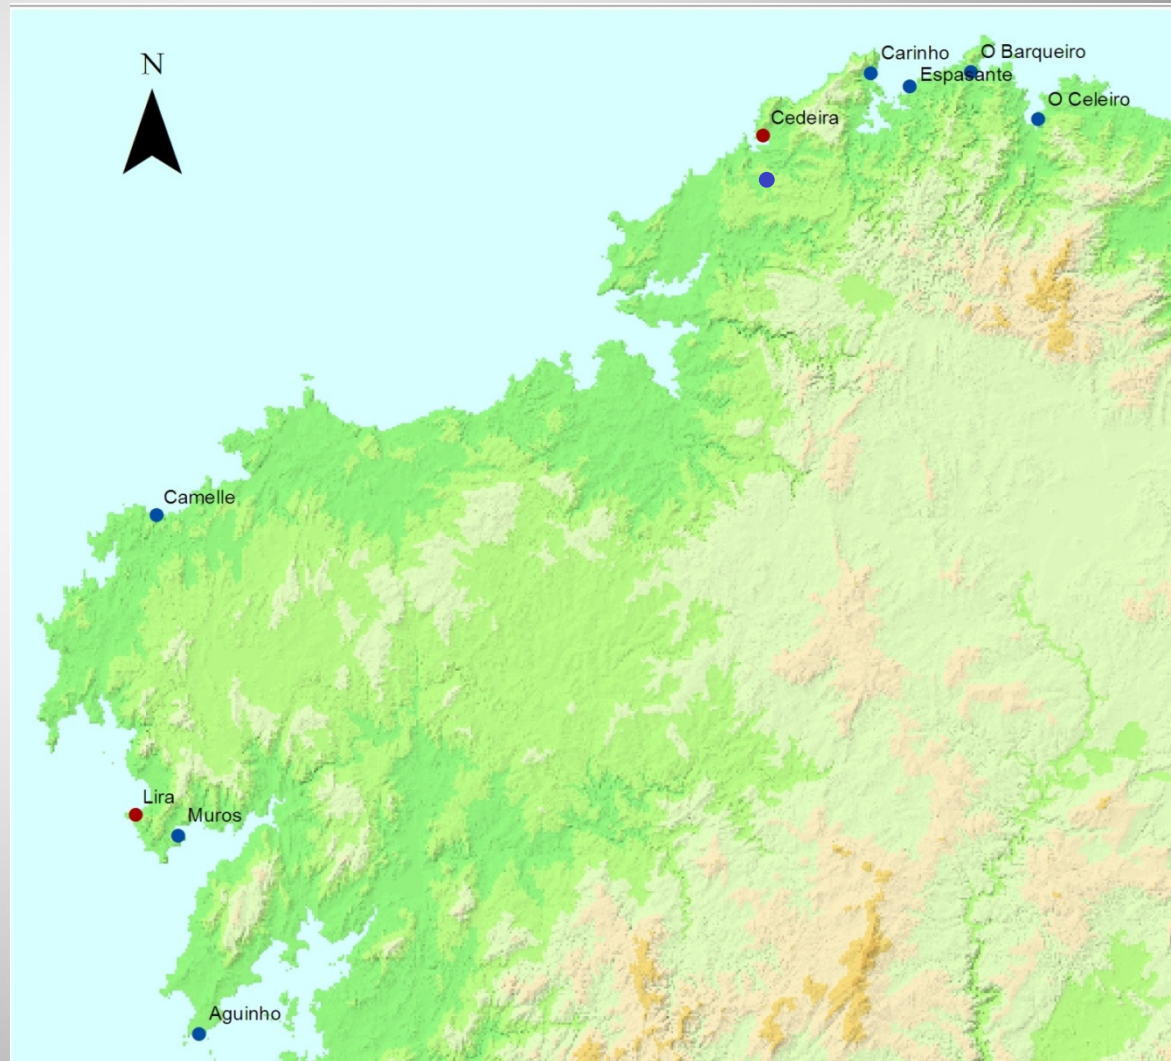 N
Carinho
O Barqueiro
Espasante
O Celeiro
Cedeira
Camelle
Lira
Muros
Aguinho